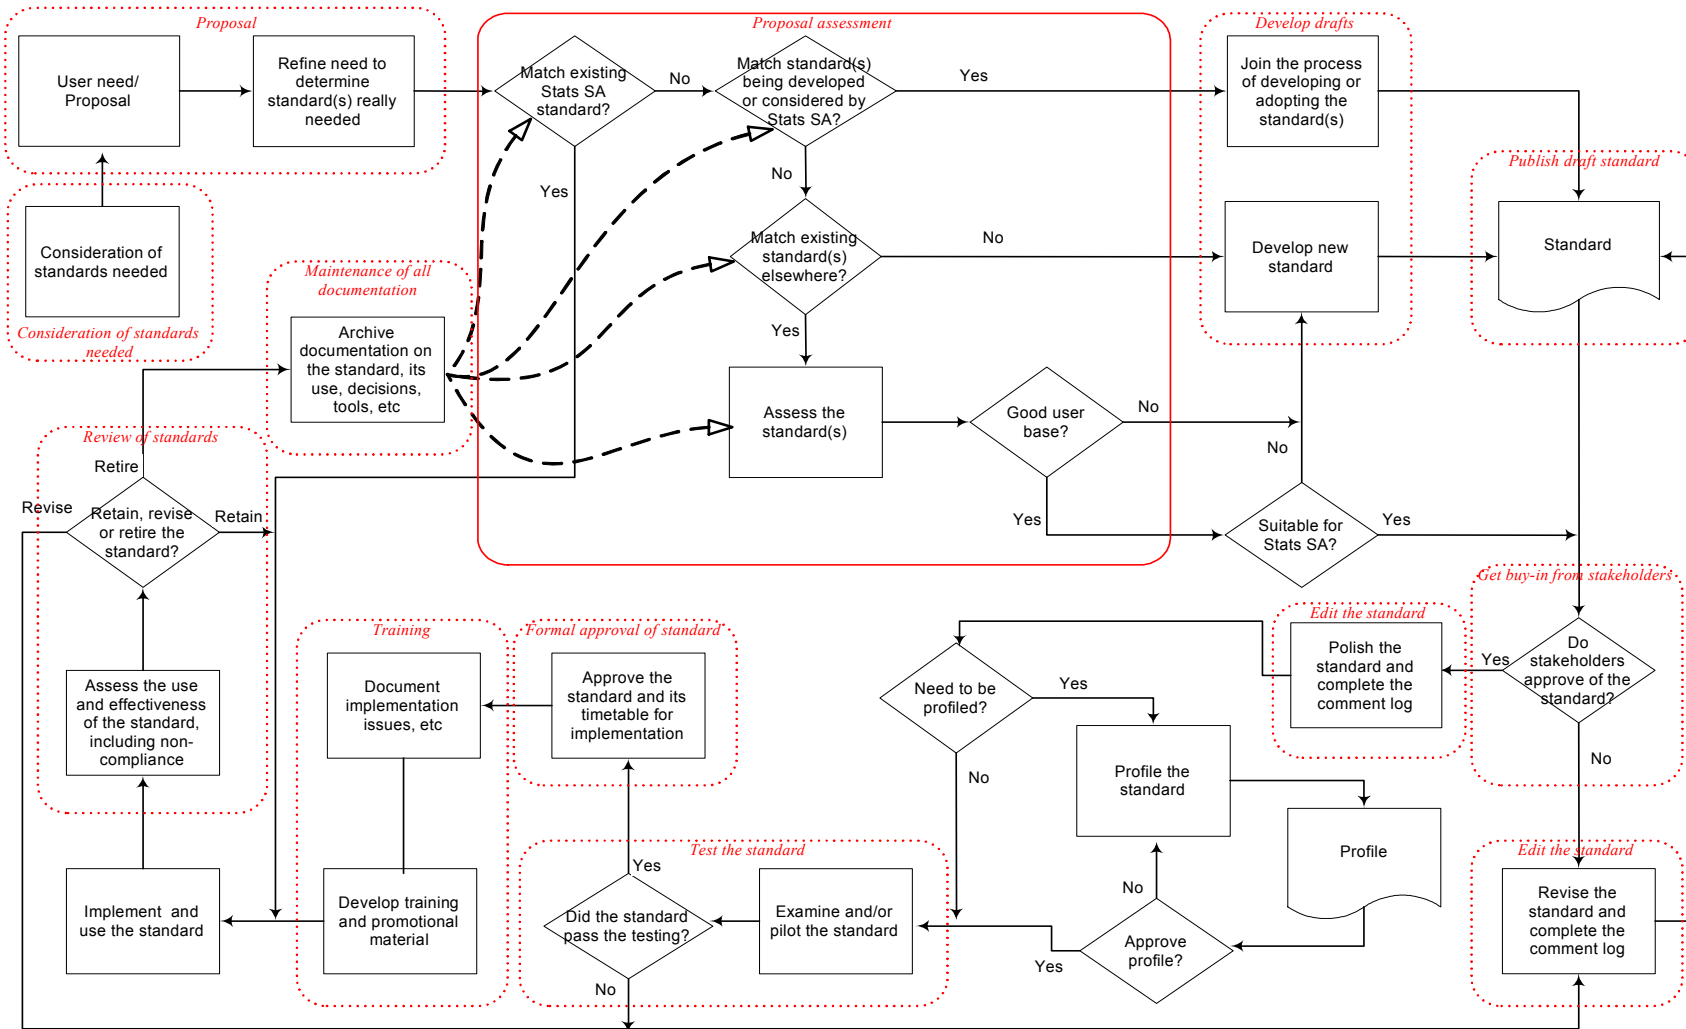 Proposal
User need/
Proposal
Refine need to
determine
standard(s) really
needed
Consideration of
standards needed
Consideration of standards
needed
Proposal assessment
Match existing
Stats SA
standard?
No
Yes
Match standard(s)
being developed
or considered by
Stats SA?
Yes
No
Match existing
standard(s)
elsewhere?
No
Yes
Assess the
standard(s)
Good user
base?
No
Yes
Develop drafts
Join the process
of developing or
adopting the
standard(s)
Develop new
standard
No
Suitable for
Stats SA?
Yes
Publish draft standard
Standard
Maintenance of all
documentation
Archive
documentation on
the standard, its
use, decisions,
tools, etc
Review of standards
Retire
Revise
Retain, revise
or retire the
standard?
Retain
Assess the use
and effectiveness
of the standard,
including non-
compliance
Implement and
use the standard
Training
Document
implementation
issues, etc
Develop training
and promotional
material
Formal approval of standard
Approve the
standard and its
timetable for
implementation
Test the standard
Yes
Did the standard
pass the testing?
No
Examine and/or
pilot the standard
Need to be
profiled?
Yes
No
Profile the
standard
Profile
No
Approve
profile?
Yes
Edit the standard
Polish the
standard and
complete the
comment log
Get buy-in from stakeholders
Yes
Do
stakeholders
approve of the
standard?
No
Edit the standard
Revise the
standard and
complete the
comment log